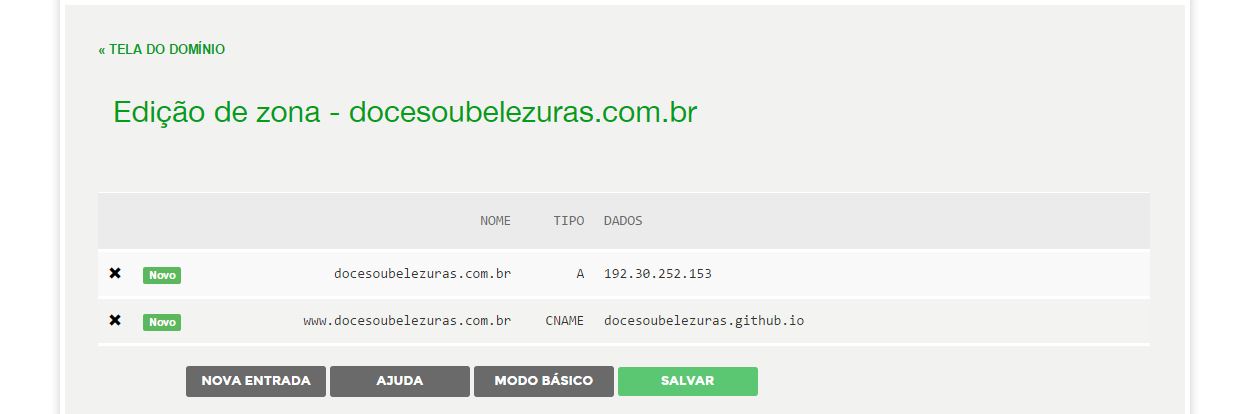 « TELA DO DOMÍNIO
Edição de zona - docesoubelezuras.com.br
NOME TIPO DADOS
✖ Novo docesoubelezuras.com.br A 192.30.252.153
✖ Novo www.docesoubelezuras.com.br CNAME docesoubelezuras.github.io
NOVA ENTRADA AJUDA MODO BÁSICO SALVAR